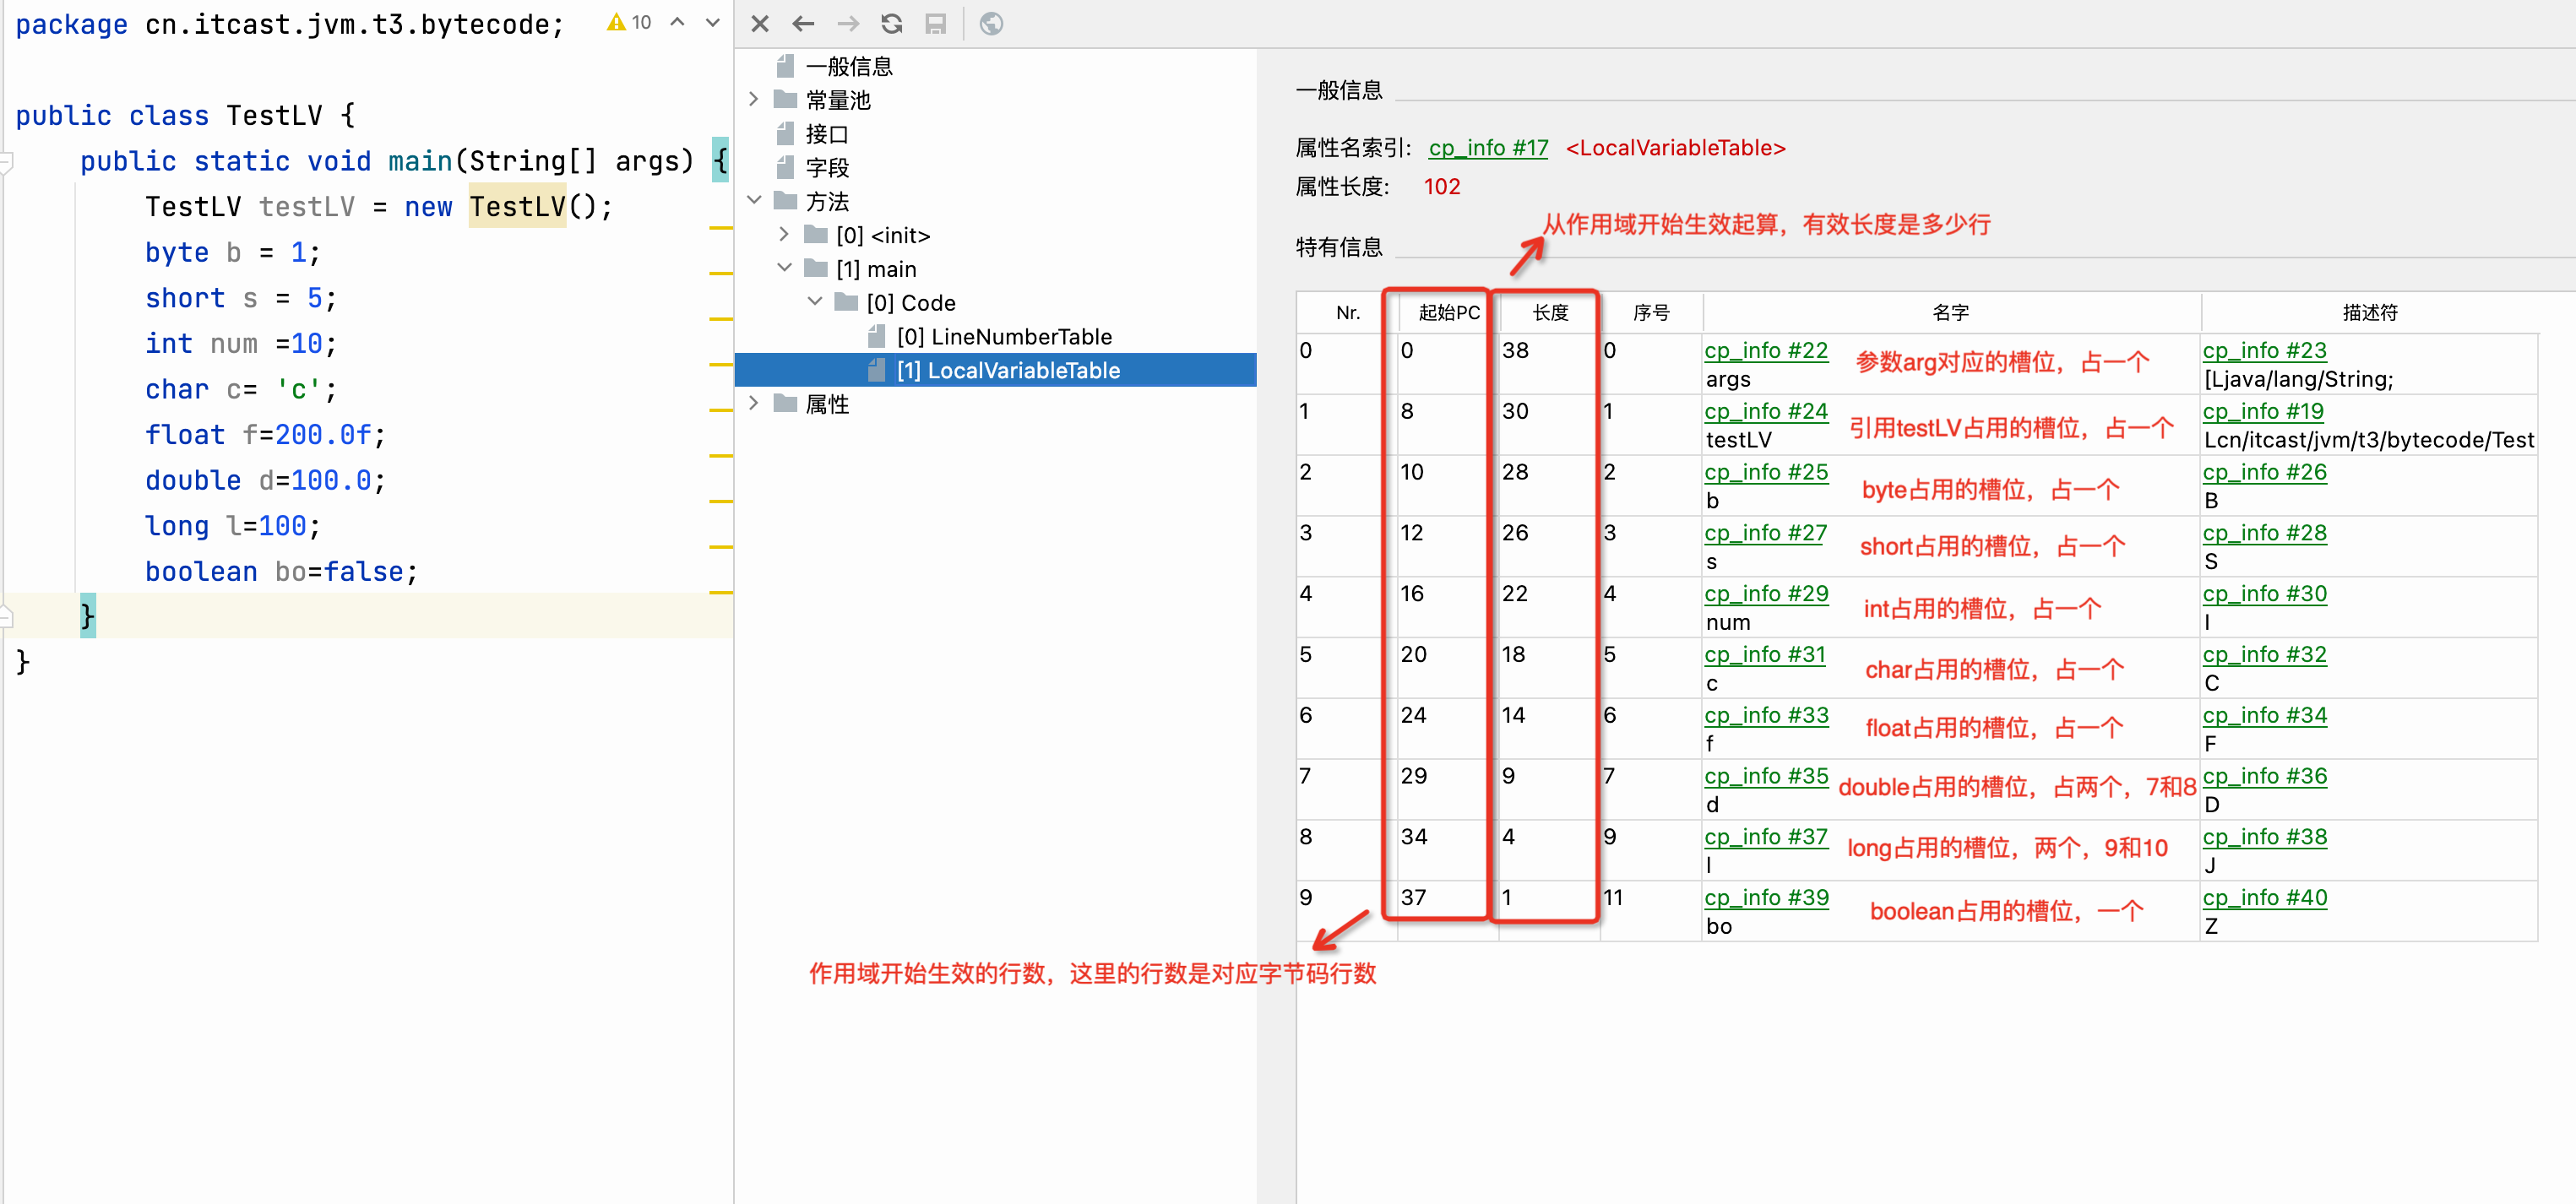 package cn.itcast.jvm.t3.bytecode;
10
public class TestLV {
public static void main(String[] args) {
TestLV testLV = new TestLV();
byte b = 1;
short s = 5;
int num =10;
char c= 'c';
float f=200.0f;
double d=100.0;
long l=100;
boolean bo=false;
}
}
一般信息
常量池
接口
字段
方法
[0] <init>
[1] main
[0] Code
[0] LineNumberTable
[1] LocalVariableTable
属性
一般信息
属性名索引: cp_info #17 <LocalVariableTable>
属性长度: 102
从作用域开始生效起算，有效长度是多少行
特有信息
Nr. 起始PC 长度 序号 名字 描述符
0 0 38 0 cp_info #22 参数arg对应的槽位，占一个 cp_info #23
args [Ljava/lang/String;
1 8 30 1 cp_info #24 引用testLV占用的槽位，占一个 cp_info #19
testLV Lcn/itcast/jvm/t3/bytecode/Test
2 10 28 2 cp_info #25 byte占用的槽位，占一个 cp_info #26
b B
3 12 26 3 cp_info #27 short占用的槽位，占一个 cp_info #28
s S
4 16 22 4 cp_info #29 int占用的槽位，占一个 cp_info #30
num I
5 20 18 5 cp_info #31 char占用的槽位，占一个 cp_info #32
c C
6 24 14 6 cp_info #33 float占用的槽位，占一个 cp_info #34
f F
7 29 9 7 cp_info #35 double占用的槽位，占两个，7和8 cp_info #36
d D
8 34 4 9 cp_info #37 long占用的槽位，两个，9和10 cp_info #38
l J
9 37 1 11 cp_info #39 boolean占用的槽位，一个 cp_info #40
bo Z
作用域开始生效的行数，这里的行数是对应字节码行数